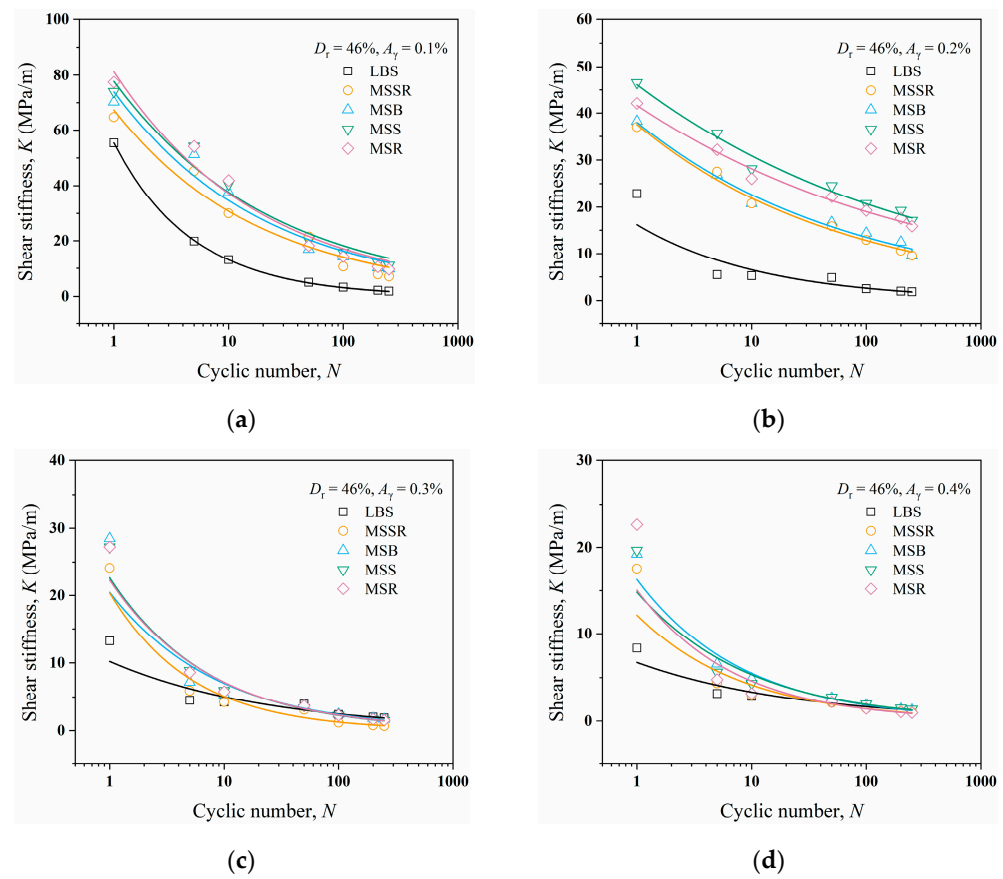 100
80
60
40
20
0
Shear stiffness, K (MPa/m)
Dr = 46%, Aγ = 0.1%
LBS
MSSR
MSB
MSS
MSR
1
10
100
1000
Cyclic number, N
(a)
60
50
40
30
20
10
0
Shear stiffness, K (MPa/m)
Dr = 46%, Aγ = 0.2%
LBS
MSSR
MSB
MSS
MSR
1
10
100
1000
Cyclic number, N
(b)
40
30
20
10
0
Shear stiffness, K (MPa/m)
Dr = 46%, Aγ = 0.3%
LBS
MSSR
MSB
MSS
MSR
1
10
100
1000
Cyclic number, N
(c)
30
20
10
0
Shear stiffness, K (MPa/m)
Dr = 46%, Aγ = 0.4%
LBS
MSSR
MSB
MSS
MSR
1
10
100
1000
Cyclic number, N
(d)